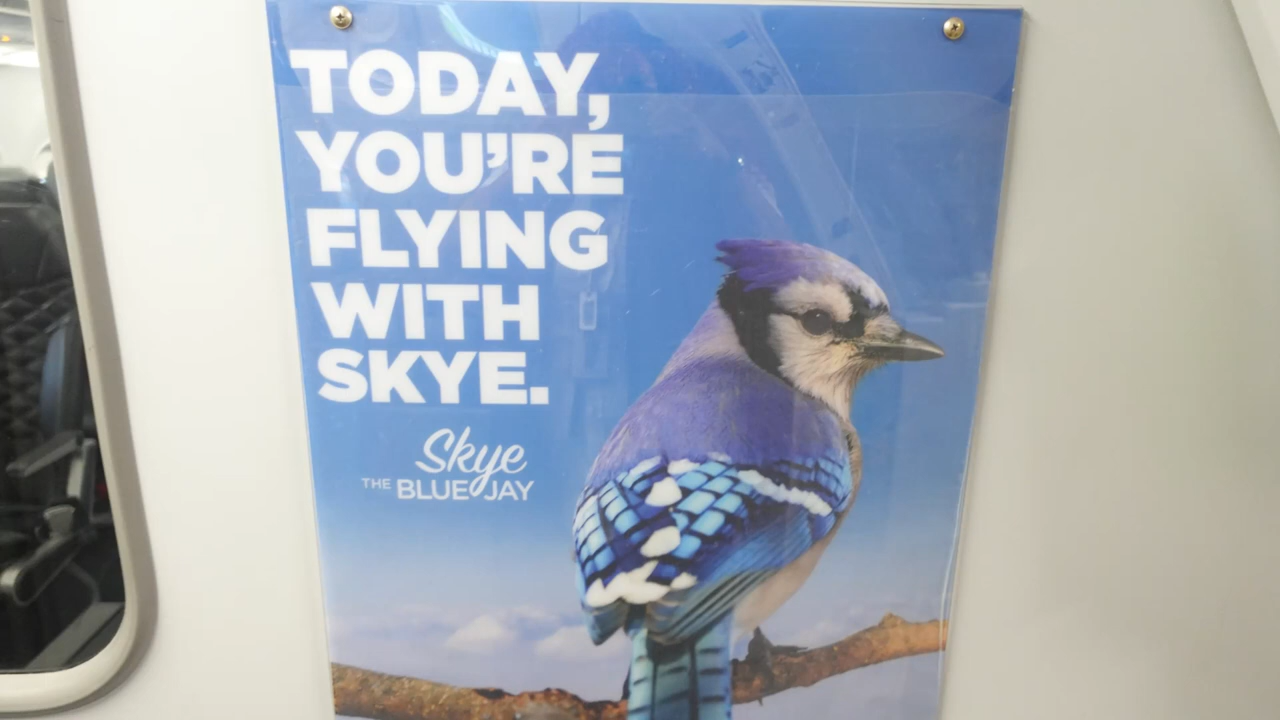 TODAY,
YOU'RE
FLYING
WITH
SKYE.
Skye
THE BLUE JAY